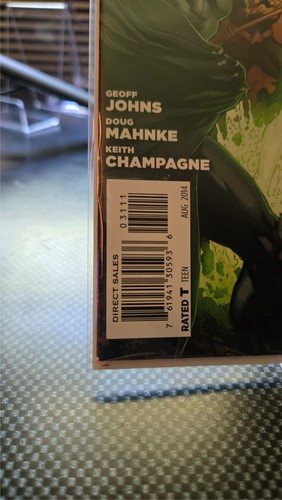 GEOFF
JOHNS
DOUG
MAHNKE
KEITH
CHAMPAGNE
03111
AUG 2014
DIRECT SALES
7 61941 30593 6
RATED T TEEN